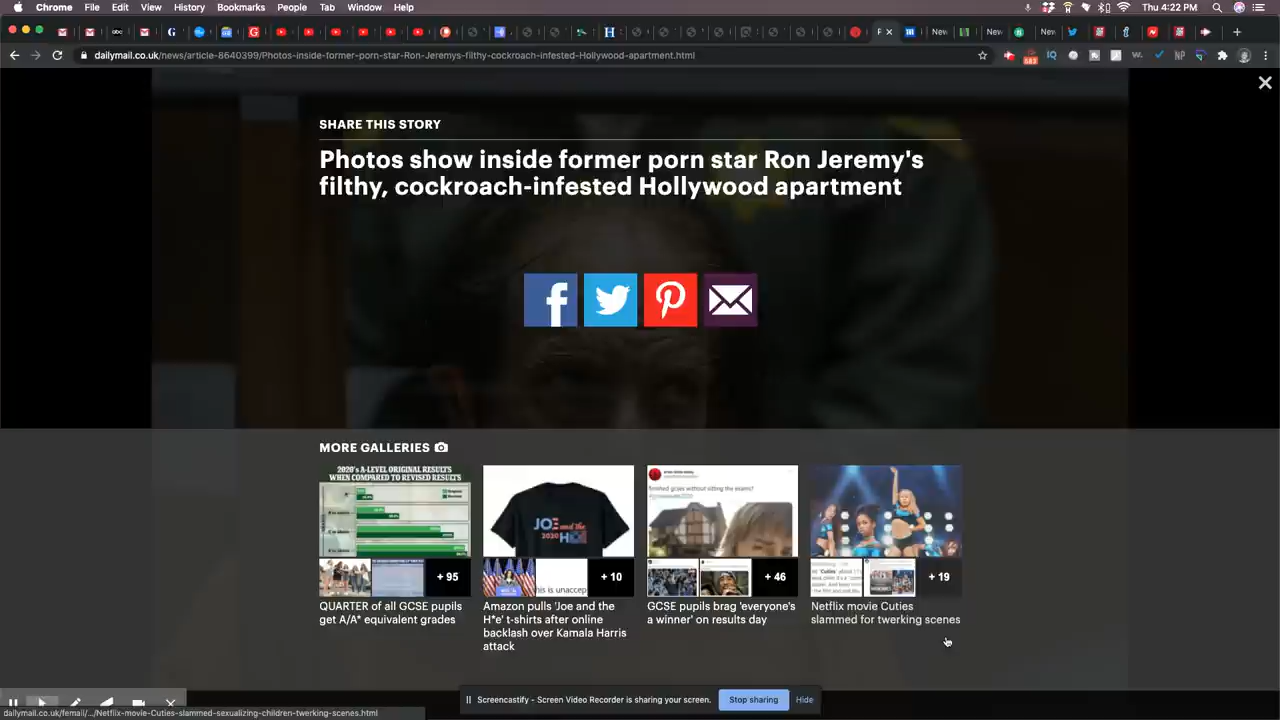 Chrome File Edit View History Bookmarks People Tab Window Help
Thu 4:22 PM
dailymail.co.uk/news/article-8640399/Photos-inside-former-porn-star-Ron-Jeremys-filthy-cockroach-infested-Hollywood-apartment.html
SHARE THIS STORY
Photos show inside former porn star Ron Jeremy's
filthy, cockroach-infested Hollywood apartment
MORE GALLERIES
2020's A-LEVEL ORIGINAL RESULTS
WHEN COMPARED TO REVISED RESULTS
JOE and the
2020
+ 95
+ 10
+ 46
+ 19
QUARTER of all GCSE pupils
get A/A* equivalent grades
Amazon pulls 'Joe and the
H*e' t-shirts after online
backlash over Kamala Harris
attack
GCSE pupils brag 'everyone's
a winner' on results day
Netflix movie Cuties
slammed for twerking scenes
Screencastify - Screen Video Recorder is sharing your screen.
Stop sharing
Hide
dailymail.co.uk/femail/.../Netflix-movie-Cuties-slammed-sexualizing-children-twerking-scenes.html